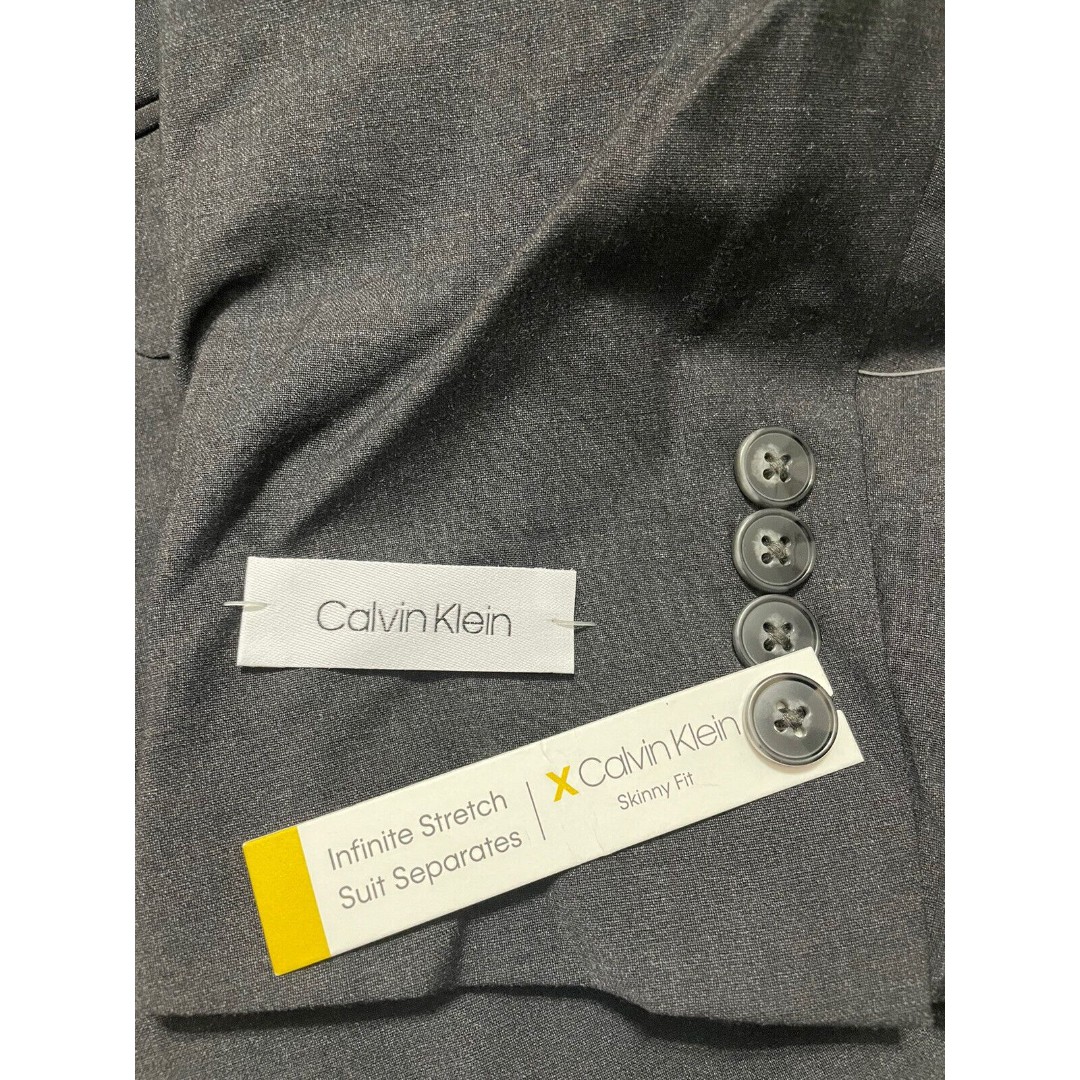 Calvin Klein
Infinite Stretch
Suit Separates
X Calvin Klein
Skinny Fit